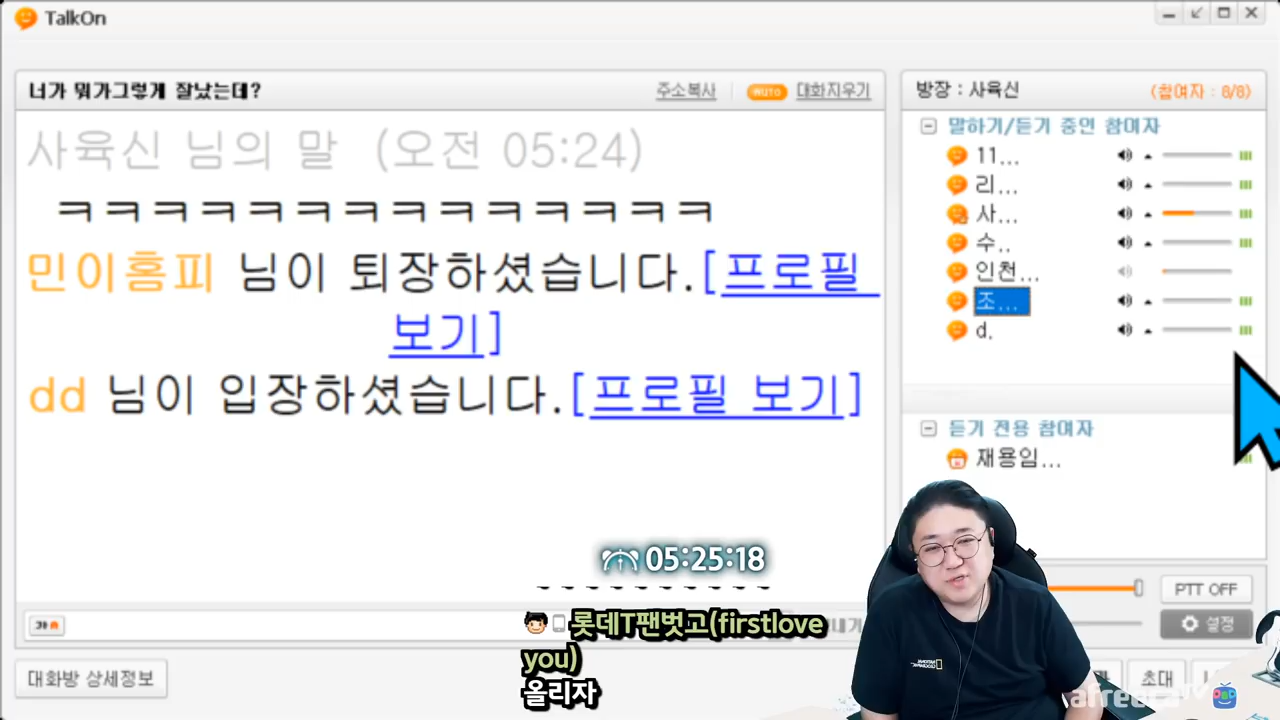 TalkOn
너가 뭐가그렇게 잘났는데?
주소복사
AUTO
대화지우기
사육신 님의 말 (오전 05:24)
ㅋㅋㅋㅋㅋㅋㅋㅋㅋㅋㅋㅋㅋㅋ
민이홈피 님이 퇴장하셨습니다.[프로필
보기]
dd 님이 입장하셨습니다.[프로필 보기]
방장 : 사육신
(참여자 : 8/8)
말하기/듣기 중인 참여자
11...
리...
사...
수..
인천...
조...
d.
듣기 전용 참여자
재용임...
05:25:18
롯데T팬벗고(firstlove
you)
올리자
PTT OFF
설정
대화방 상세정보
초대
NATIONAL
GEOGRAPHIC